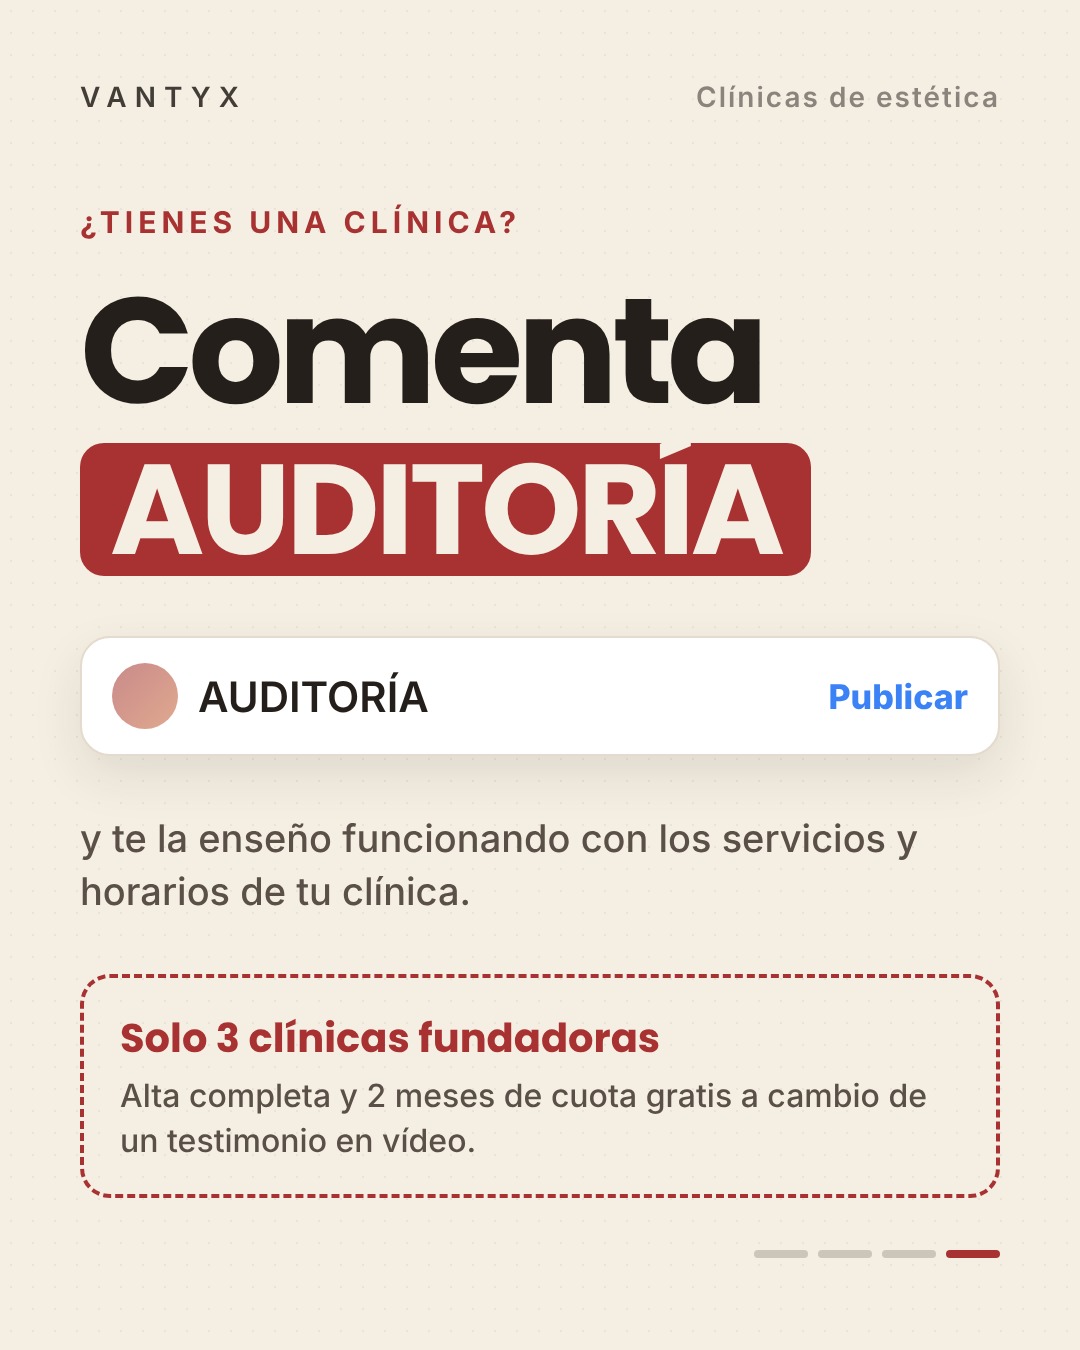 VANTYX
Clínicas de estética
¿TIENES UNA CLÍNICA?
Comenta
AUDITORÍA
AUDITORÍA
Publicar
y te la enseño funcionando con los servicios y
horarios de tu clínica.
Solo 3 clínicas fundadoras
Alta completa y 2 meses de cuota gratis a cambio de
un testimonio en vídeo.